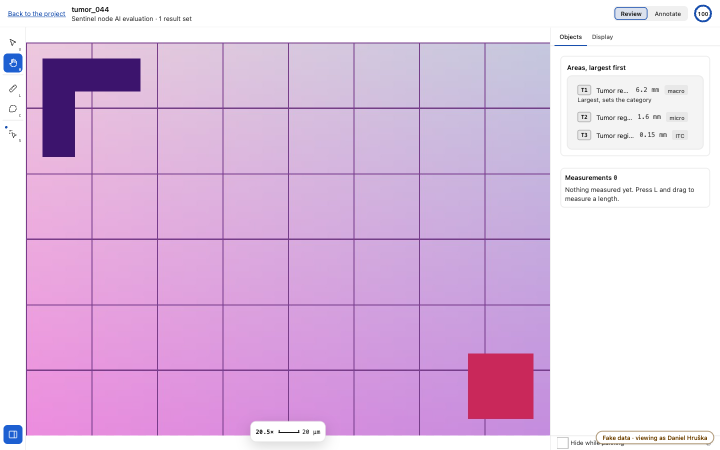 Back to the project
tumor_044
Sentinel node AI evaluation · 1 result set
Review
Annotate
100
Objects
Display
Areas, largest first
T1 Tumor re... 6.2 mm macro
Largest, sets the category
T2 Tumor reg... 1.6 mm micro
T3 Tumor regi... 0.15 mm ITC
Measurements 0
Nothing measured yet. Press L and drag to
measure a length.
20.5× 20 µm
Hide while
Fake data · viewing as Daniel Hruška